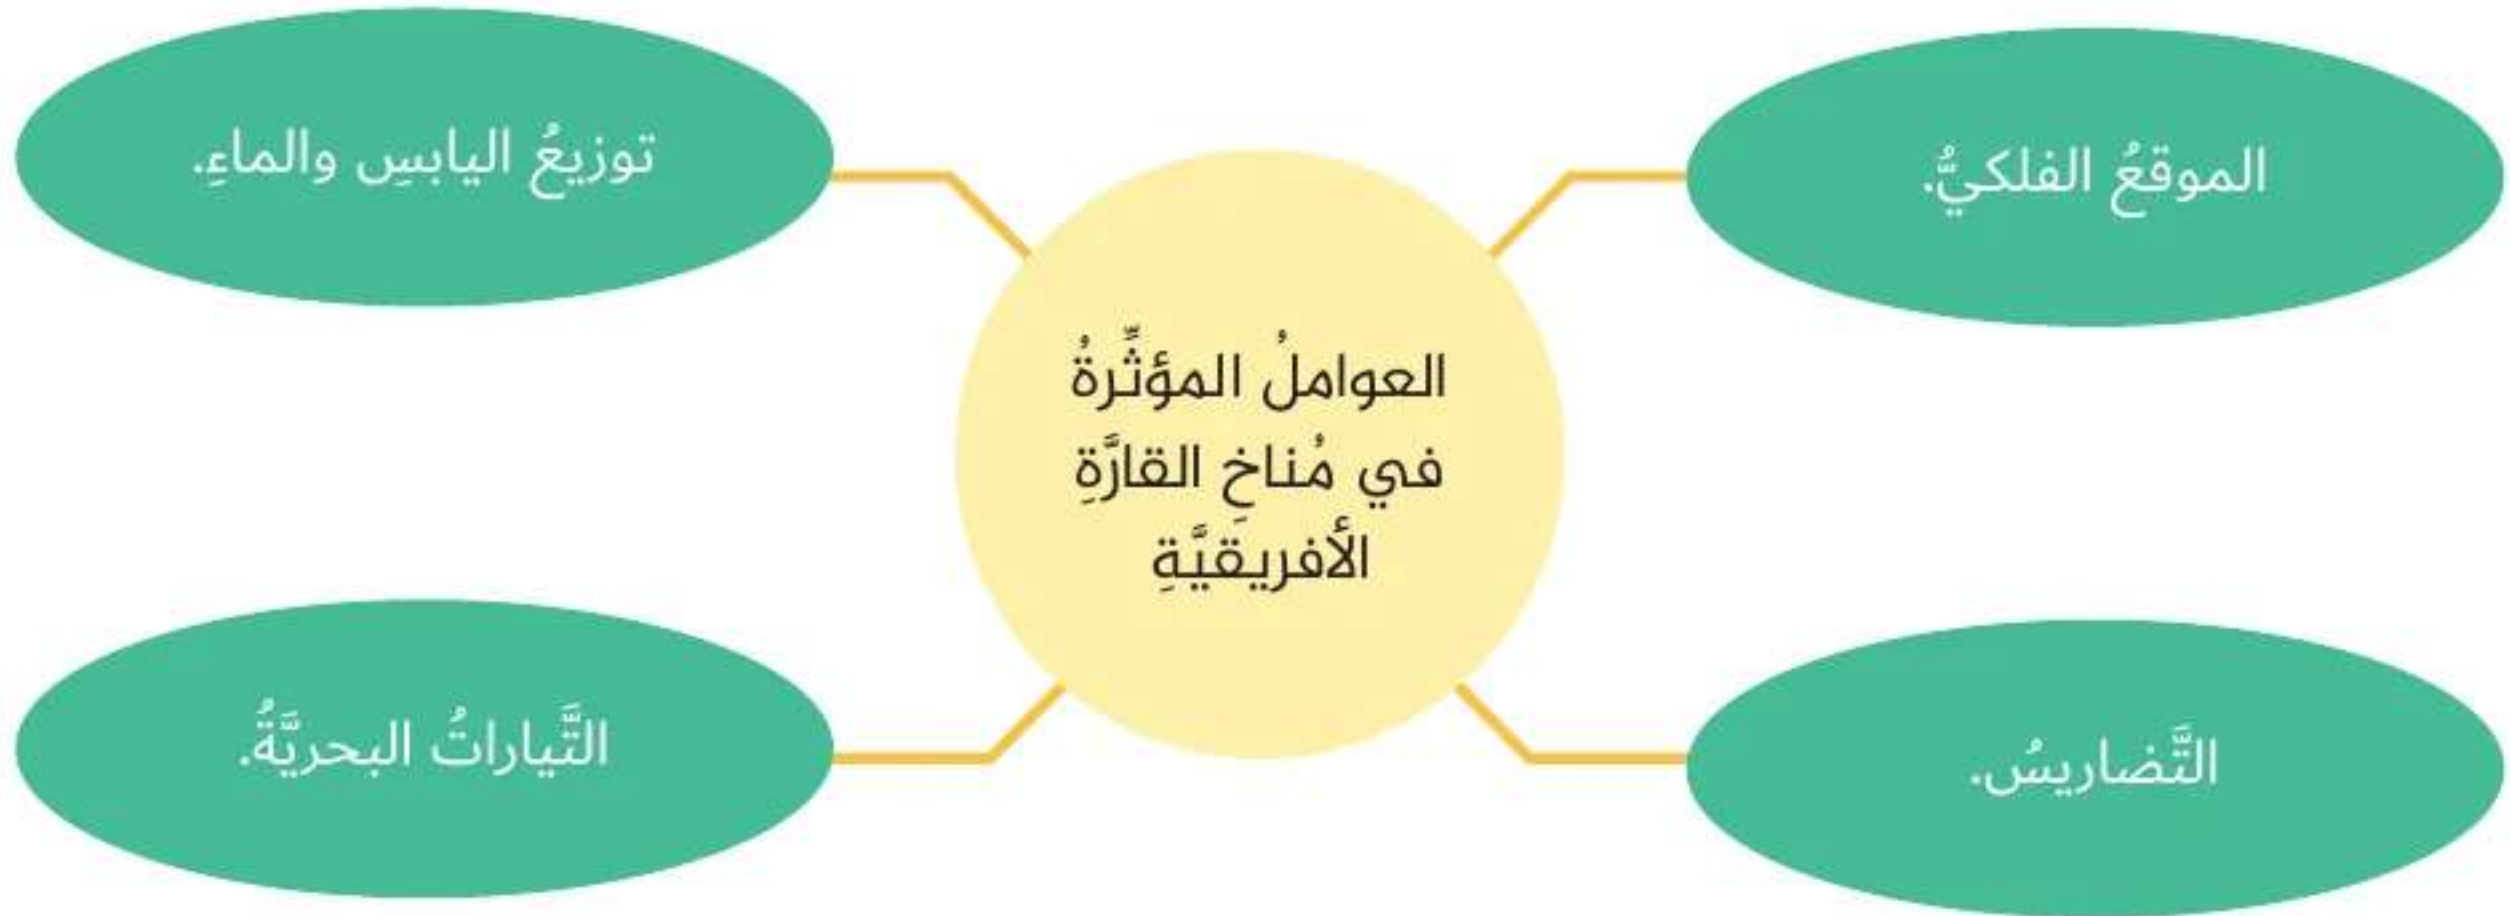 العواملُ المؤثِّرةُ
في مُناخِ القارَّةِ
الأفريقيَّةِ
الموقعُ الفلكيُّ.
توزيعُ اليابسِ والماءِ.
التَّضاريسُ.
التَّياراتُ البحريَّةُ.